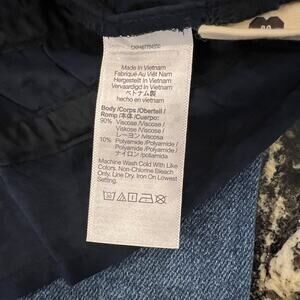 Made In Vietnam
Fabriqué Au Viêt Nam
Hergestellt In Vietnam
Vervaardigd In Vietnam
ベトナム製
hecho en vietnam
Body /Corps /Oberteil /
Romp /本体 /Cuerpo:
90% Viscose /Viscose /
Viskose /Viscose /
レーヨン /Viscosa
10% Polyamide /Polyamide /
Polyamid /Polyamide /
ナイロン /poliamida
Machine Wash Cold With Like
Colors. Non-Chlorine Bleach
Only. Line Dry. Iron On Lowest
Setting.